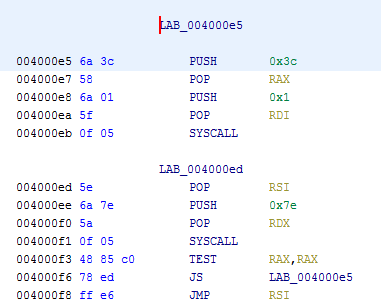 LAB_004000e5
004000e5 6a 3c PUSH 0x3c
004000e7 58 POP RAX
004000e8 6a 01 PUSH 0x1
004000ea 5f POP RDI
004000eb 0f 05 SYSCALL
LAB_004000ed
004000ed 5e POP RSI
004000ee 6a 7e PUSH 0x7e
004000f0 5a POP RDX
004000f1 0f 05 SYSCALL
004000f3 48 85 c0 TEST RAX,RAX
004000f6 78 ed JS LAB_004000e5
004000f8 ff e6 JMP RSI